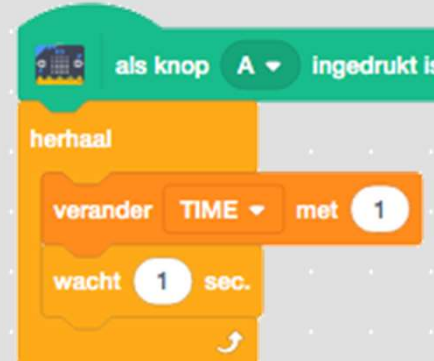 als knop A ingedrukt is
herhaal
verander TIME met 1
wacht 1 sec.